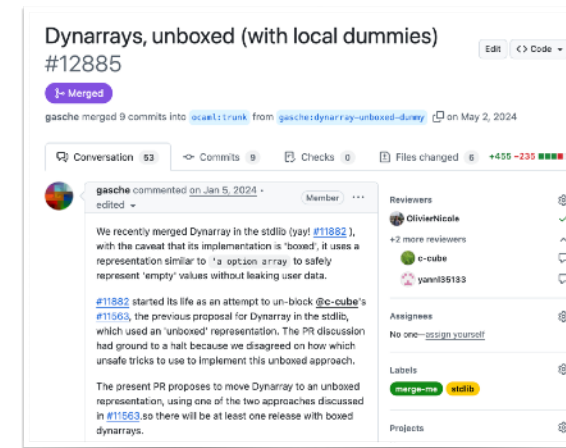 Dynarrays, unboxed (with local dummies)
#12885
Edit
<> Code
Merged
gasche merged 9 commits into ocaml:trunk from gasche:dynarray-unboxed-dummy on May 2, 2024
Conversation 53
Commits 9
Checks 0
Files changed 6
+455 −235
gasche commented on Jan 5, 2024 •
edited
Member
...
We recently merged Dynarray in the stdlib (yay! #11882 ),
with the caveat that its implementation is 'boxed', it uses a
representation similar to 'a option array to safely
represent 'empty' values without leaking user data.
#11882 started its life as an attempt to un-block @c-cube's
#11563, the previous proposal for Dynarray in the stdlib,
which used an 'unboxed' representation. The PR discussion
had ground to a halt because we disagreed on how which
unsafe tricks to use to implement this unboxed approach.
The present PR proposes to move Dynarray to an unboxed
representation, using one of the two approaches discussed
in #11563.so there will be at least one release with boxed
dynarrays.
Reviewers
OlivierNicole
+2 more reviewers
c-cube
yannl35133
Assignees
No one—assign yourself
Labels
merge-me
stdlib
Projects